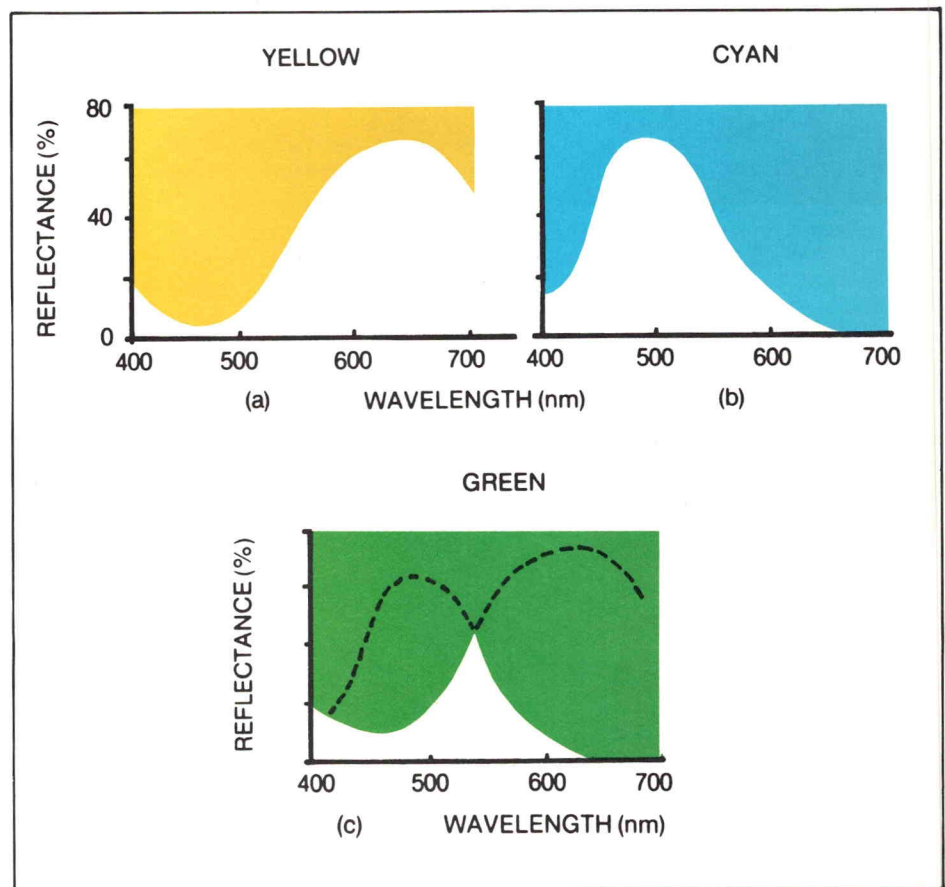 YELLOW
CYAN
80
40
0
REFLECTANCE (%)
400 500 600 700
400 500 600 700
(a) WAVELENGTH (nm) (b)
GREEN
REFLECTANCE (%)
400 500 600 700
(c) WAVELENGTH (nm)